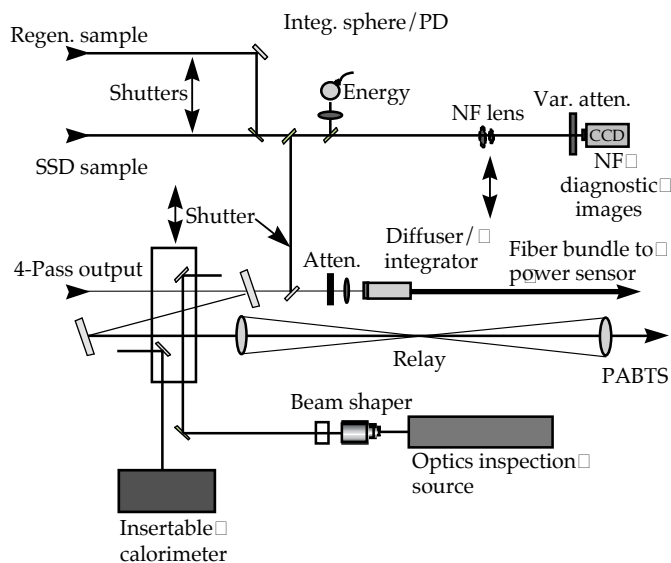 Regen. sample
Integ. sphere/PD
Shutters
Energy
NF lens
Var. atten.
CCD
SSD sample
NF
diagnostic
images
Shutter
4-Pass output
Atten.
Diffuser/
integrator
Fiber bundle to
power sensor
Relay
PABTS
Beam shaper
Optics inspection
source
Insertable
calorimeter